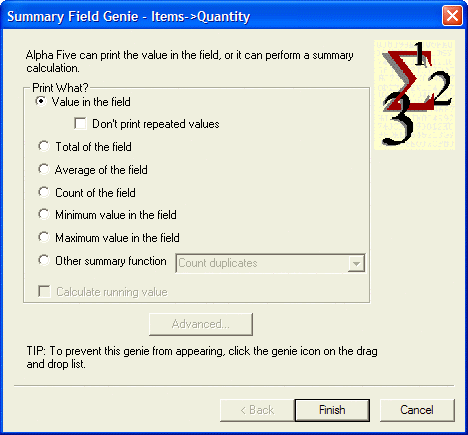 Summary Field Genie - Items->Quantity
Alpha Five can print the value in the field, or it can perform a summary
calculation.
Print What?
Value in the field
Don't print repeated values
Total of the field
Average of the field
Count of the field
Minimum value in the field
Maximum value in the field
Other summary function
Count duplicates
Calculate running value
Advanced...
TIP: To prevent this genie from appearing, click the genie icon on the drag
and drop list.
< Back
Finish
Cancel
Σ
1
2
3